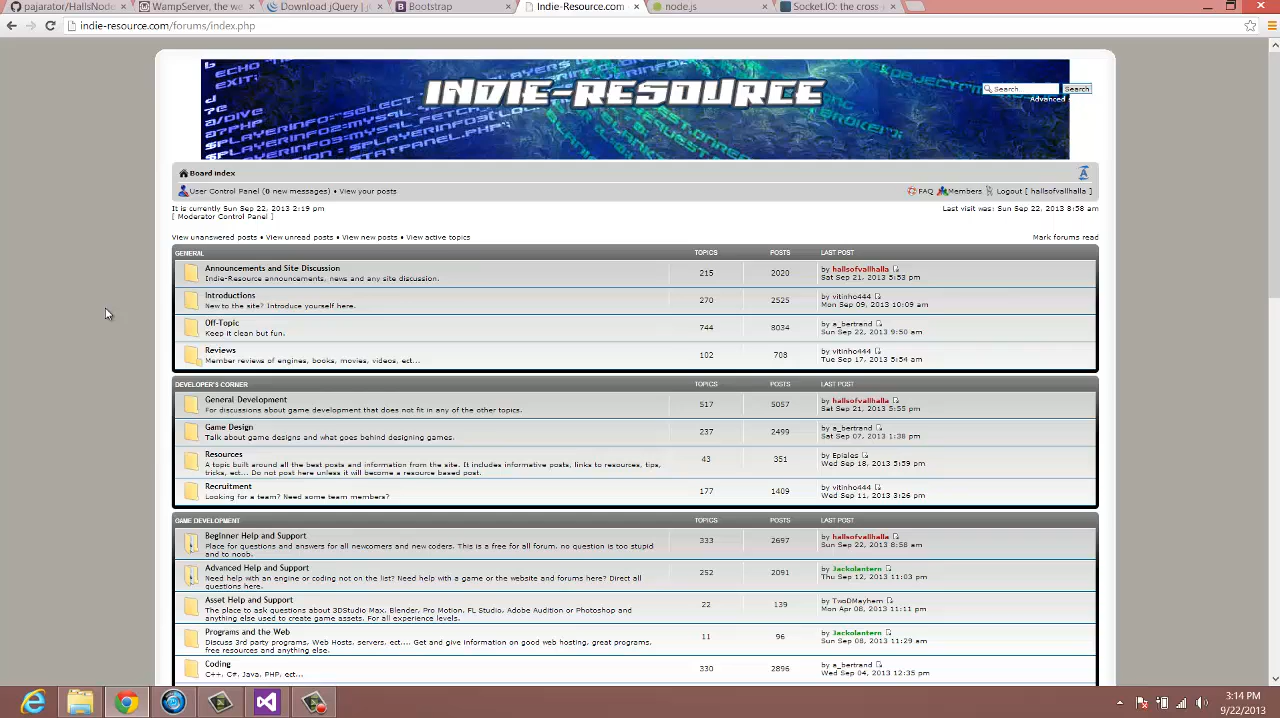 pajarator/HallsNode
WampServer, the we
Download jQuery | jC
Bootstrap
Indie-Resource.com
node.js
Socket.IO: the cross
indie-resource.com/forums/index.php
INDIE-RESOURCE
Search
Search
Advanced
Board index
User Control Panel (0 new messages) • View your posts
FAQ Members Logout [ hallsofvallhalla ]
It is currently Sun Sep 22, 2013 2:19 pm
Last visit was: Sun Sep 22, 2013 8:58 am
[ Moderator Control Panel ]
View unanswered posts • View unread posts • View new posts • View active topics
Mark forums read
GENERAL TOPICS POSTS LAST POST
Announcements and Site Discussion
Indie-Resource announcements, news and any site discussion.
215 2020
by hallsofvallhalla
Sat Sep 21, 2013 5:53 pm
Introductions
New to the site? Introduce yourself here.
270 2525
by vitinho444
Mon Sep 09, 2013 10:09 am
Off-Topic
Keep it clean but fun.
744 8034
by a_bertrand
Sun Sep 22, 2013 9:50 am
Reviews
Member reviews of engines, books, movies, videos, ect...
102 708
by vitinho444
Tue Sep 17, 2013 5:54 am
DEVELOPER'S CORNER TOPICS POSTS LAST POST
General Development
For discussions about game development that does not fit in any of the other topics.
517 5057
by hallsofvallhalla
Sat Sep 21, 2013 5:55 pm
Game Design
Talk about game designs and what goes behind designing games.
237 2499
by a_bertrand
Sat Sep 07, 2013 1:38 pm
Resources
A topic built around all the best posts and information from the site. It includes informative posts, links to resources, tips,
tricks, ect... Do not post here unless it will become a resource based post.
43 351
by Epiales
Wed Sep 18, 2013 5:59 pm
Recruitment
Looking for a team? Need some team members?
177 1409
by vitinho444
Wed Sep 11, 2013 3:26 pm
GAME DEVELOPMENT TOPICS POSTS LAST POST
Beginner Help and Support
Place for questions and answers for all newcomers and new coders. This is a free for all forum, no question is too stupid
and to noob.
333 2697
by hallsofvallhalla
Sun Sep 22, 2013 8:58 am
Advanced Help and Support
Need help with an engine or coding not on the list? Need help with a game or the website and forums here? Direct all
questions here.
252 2091
by Jackolantern
Thu Sep 12, 2013 11:03 pm
Asset Help and Support
The place to ask questions about 3DStudio Max, Blender, Pro Motion, FL Studio, Adobe Audition or Photoshop and
anything else used to create game assets. For all experience levels.
22 139
by TwoDMayhem
Mon Apr 08, 2013 11:11 pm
Programs and the Web
Discuss 3rd party programs, Web Hosts, servers, ect.... Get and give information on good web hosting, great programs,
free resources and anything else.
11 96
by Jackolantern
Sun Sep 08, 2013 11:29 am
Coding
C++, C#, Java, PHP, ect...
330 2896
by a_bertrand
Wed Sep 04, 2013 12:35 pm
3:14 PM
9/22/2013